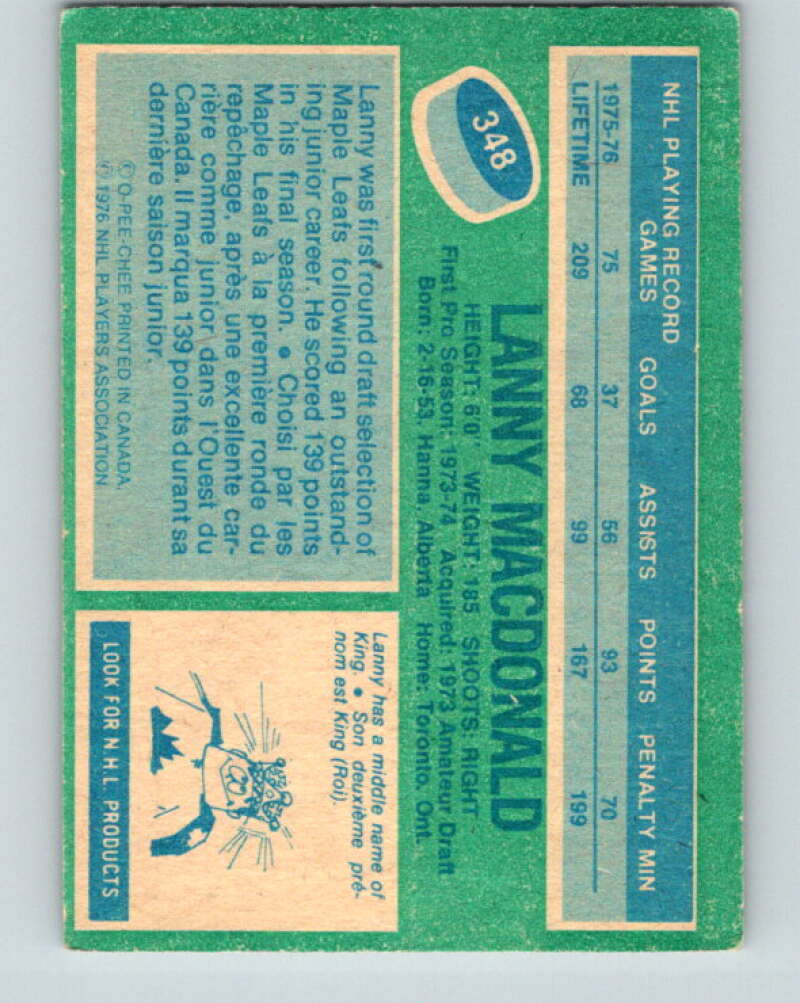 NHL PLAYING RECORD
GAMES GOALS ASSISTS POINTS PENALTY MIN
1975-76 75 37 56 93 70
LIFETIME 209 68 99 167 199
348
LANNY MACDONALD
HEIGHT: 6'0" WEIGHT: 185 SHOOTS: RIGHT
First Pro Season: 1973-74 Acquired: 1973 Amateur Draft
Born: 2-16-53, Hanna, Alberta Home: Toronto, Ont.
Lanny was first round draft selection of
Maple Leafs following an outstand-
ing junior career. He scored 139 points
in his final season. • Choisi par les
Maple Leafs à la première ronde du
repêchage, après une excellente car-
rière comme junior dans l'Ouest du
Canada. Il marqua 139 points durant sa
dernière saison junior.
© O-PEE-CHEE PRINTED IN CANADA.
© 1976 NHL PLAYERS ASSOCIATION
Lanny has a middle name of
King. • Son deuxième pré-
nom est King (Roi).
LOOK FOR N.H.L. PRODUCTS